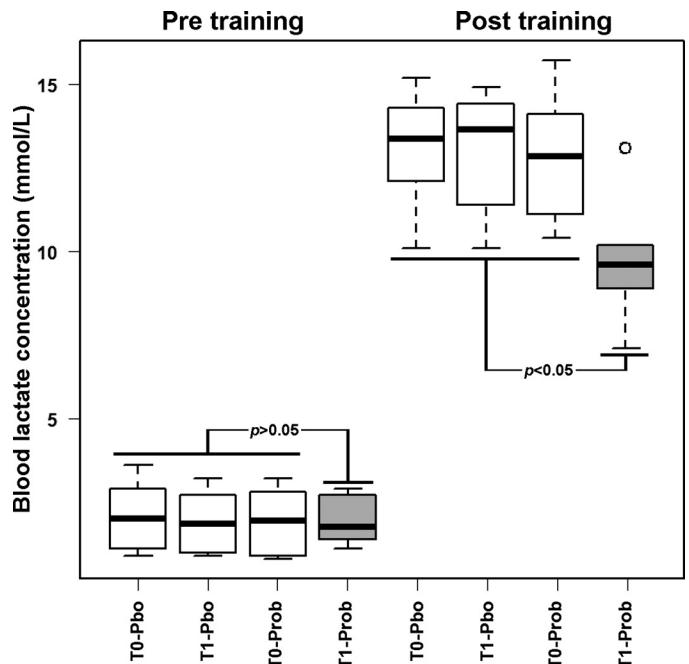 Pre training
Post training
Blood lactate concentration (mmol/L)
15
10
5
p<0.05
p>0.05
T0-Pbo
T1-Pbo
T0-Prob
T1-Prob
T0-Pbo
T1-Pbo
T0-Prob
T1-Prob